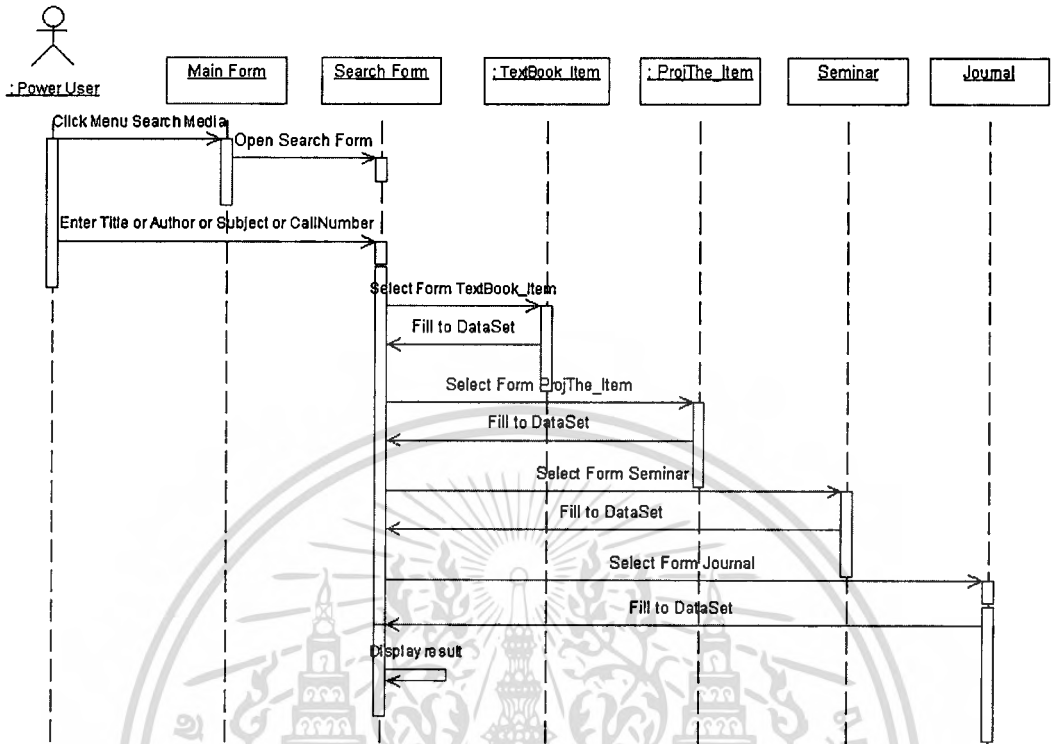 Main Form
Search Form
: TextBook_Item
: ProjThe_Item
Seminar
Journal
: Power User
Click Menu Search Media
Open Search Form
Enter Title or Author or Subject or CallNumber
Select Form TextBook_Item
Fill to DataSet
Select Form ProjThe_Item
Fill to DataSet
Select Form Seminar
Fill to DataSet
Select Form Journal
Fill to DataSet
Display result